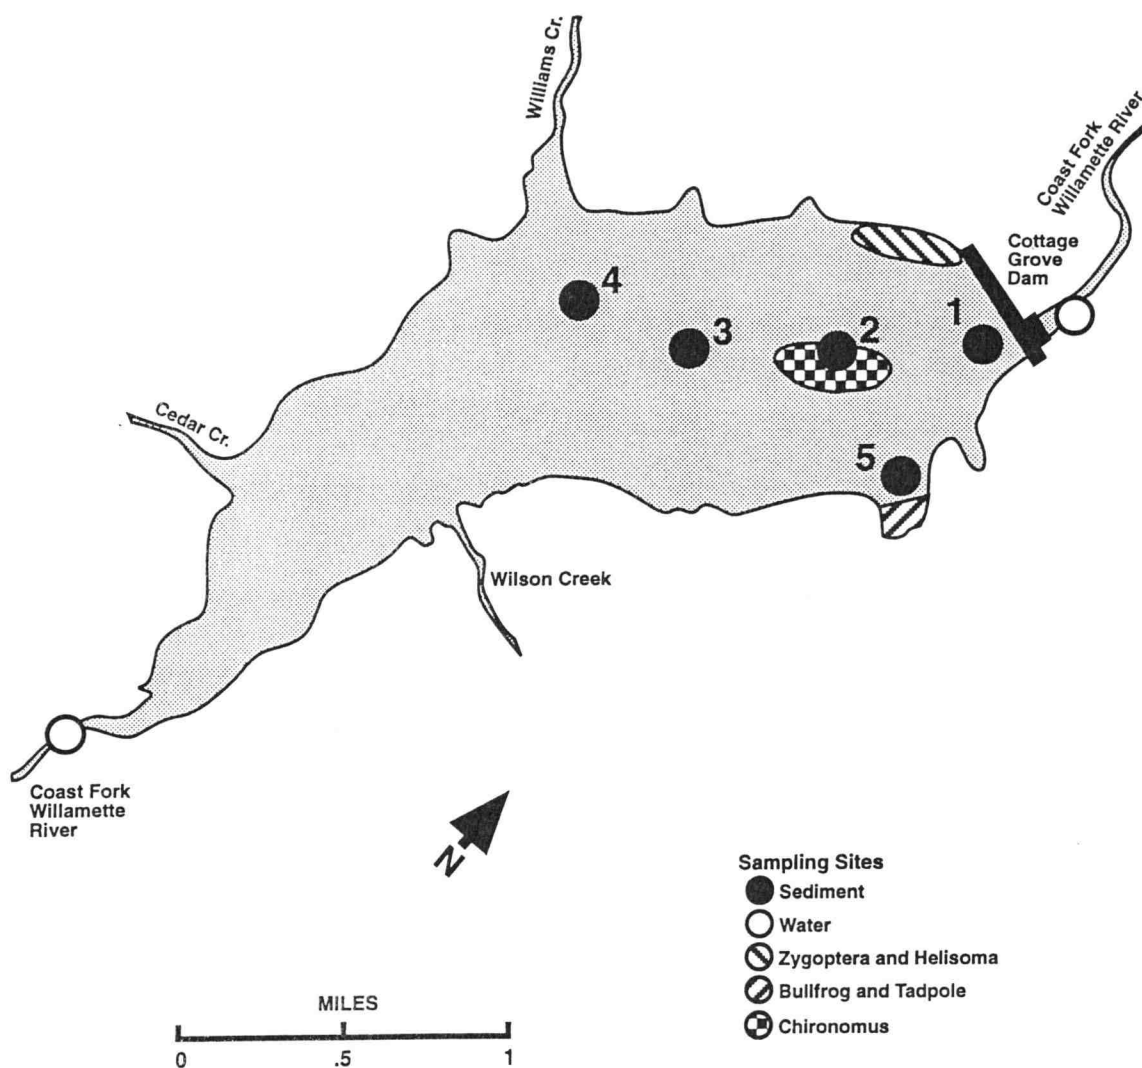 Williams Cr.
Coast Fork
Willamette River
Cottage
Grove
Dam
4
3
2
1
5
Cedar Cr.
Wilson Creek
Coast Fork
Willamette
River
N
Sampling Sites
Sediment
Water
Zygoptera and Helisoma
Bullfrog and Tadpole
Chironomus
MILES
0 .5 1